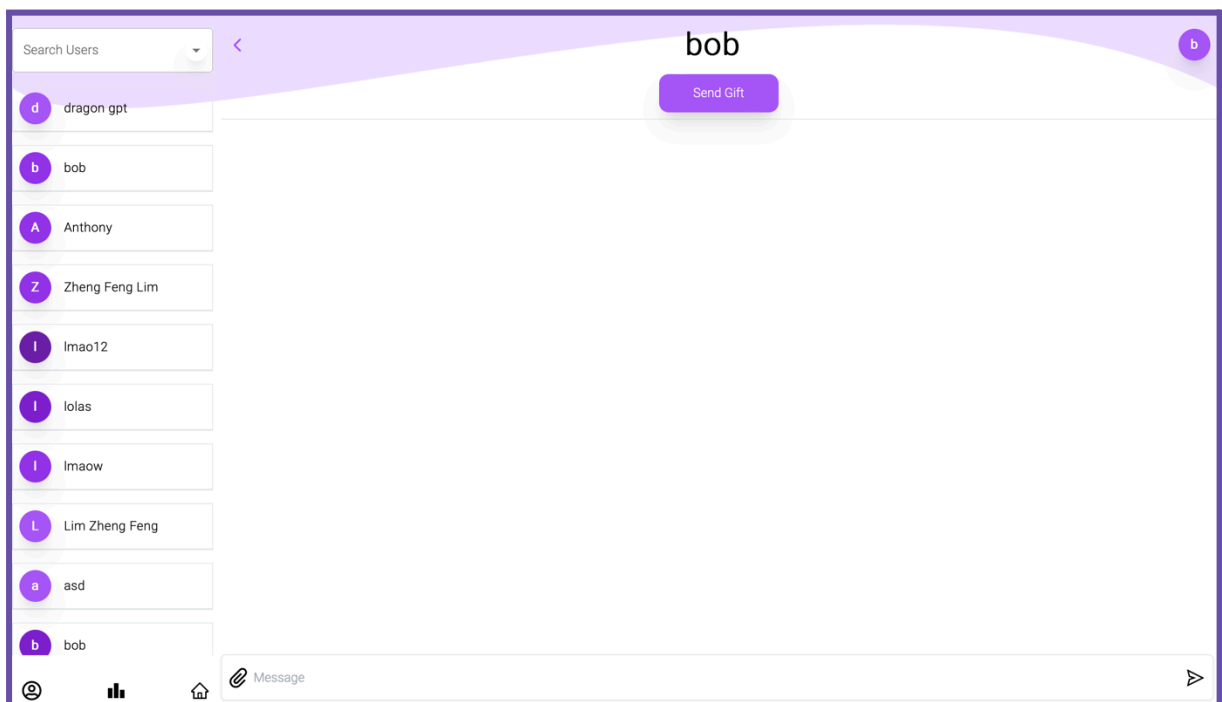 Search Users
d
dragon gpt
b
bob
A
Anthony
Z
Zheng Feng Lim
l
lmao12
l
lolas
l
lmaow
L
Lim Zheng Feng
a
asd
b
bob
bob
b
Send Gift
Message